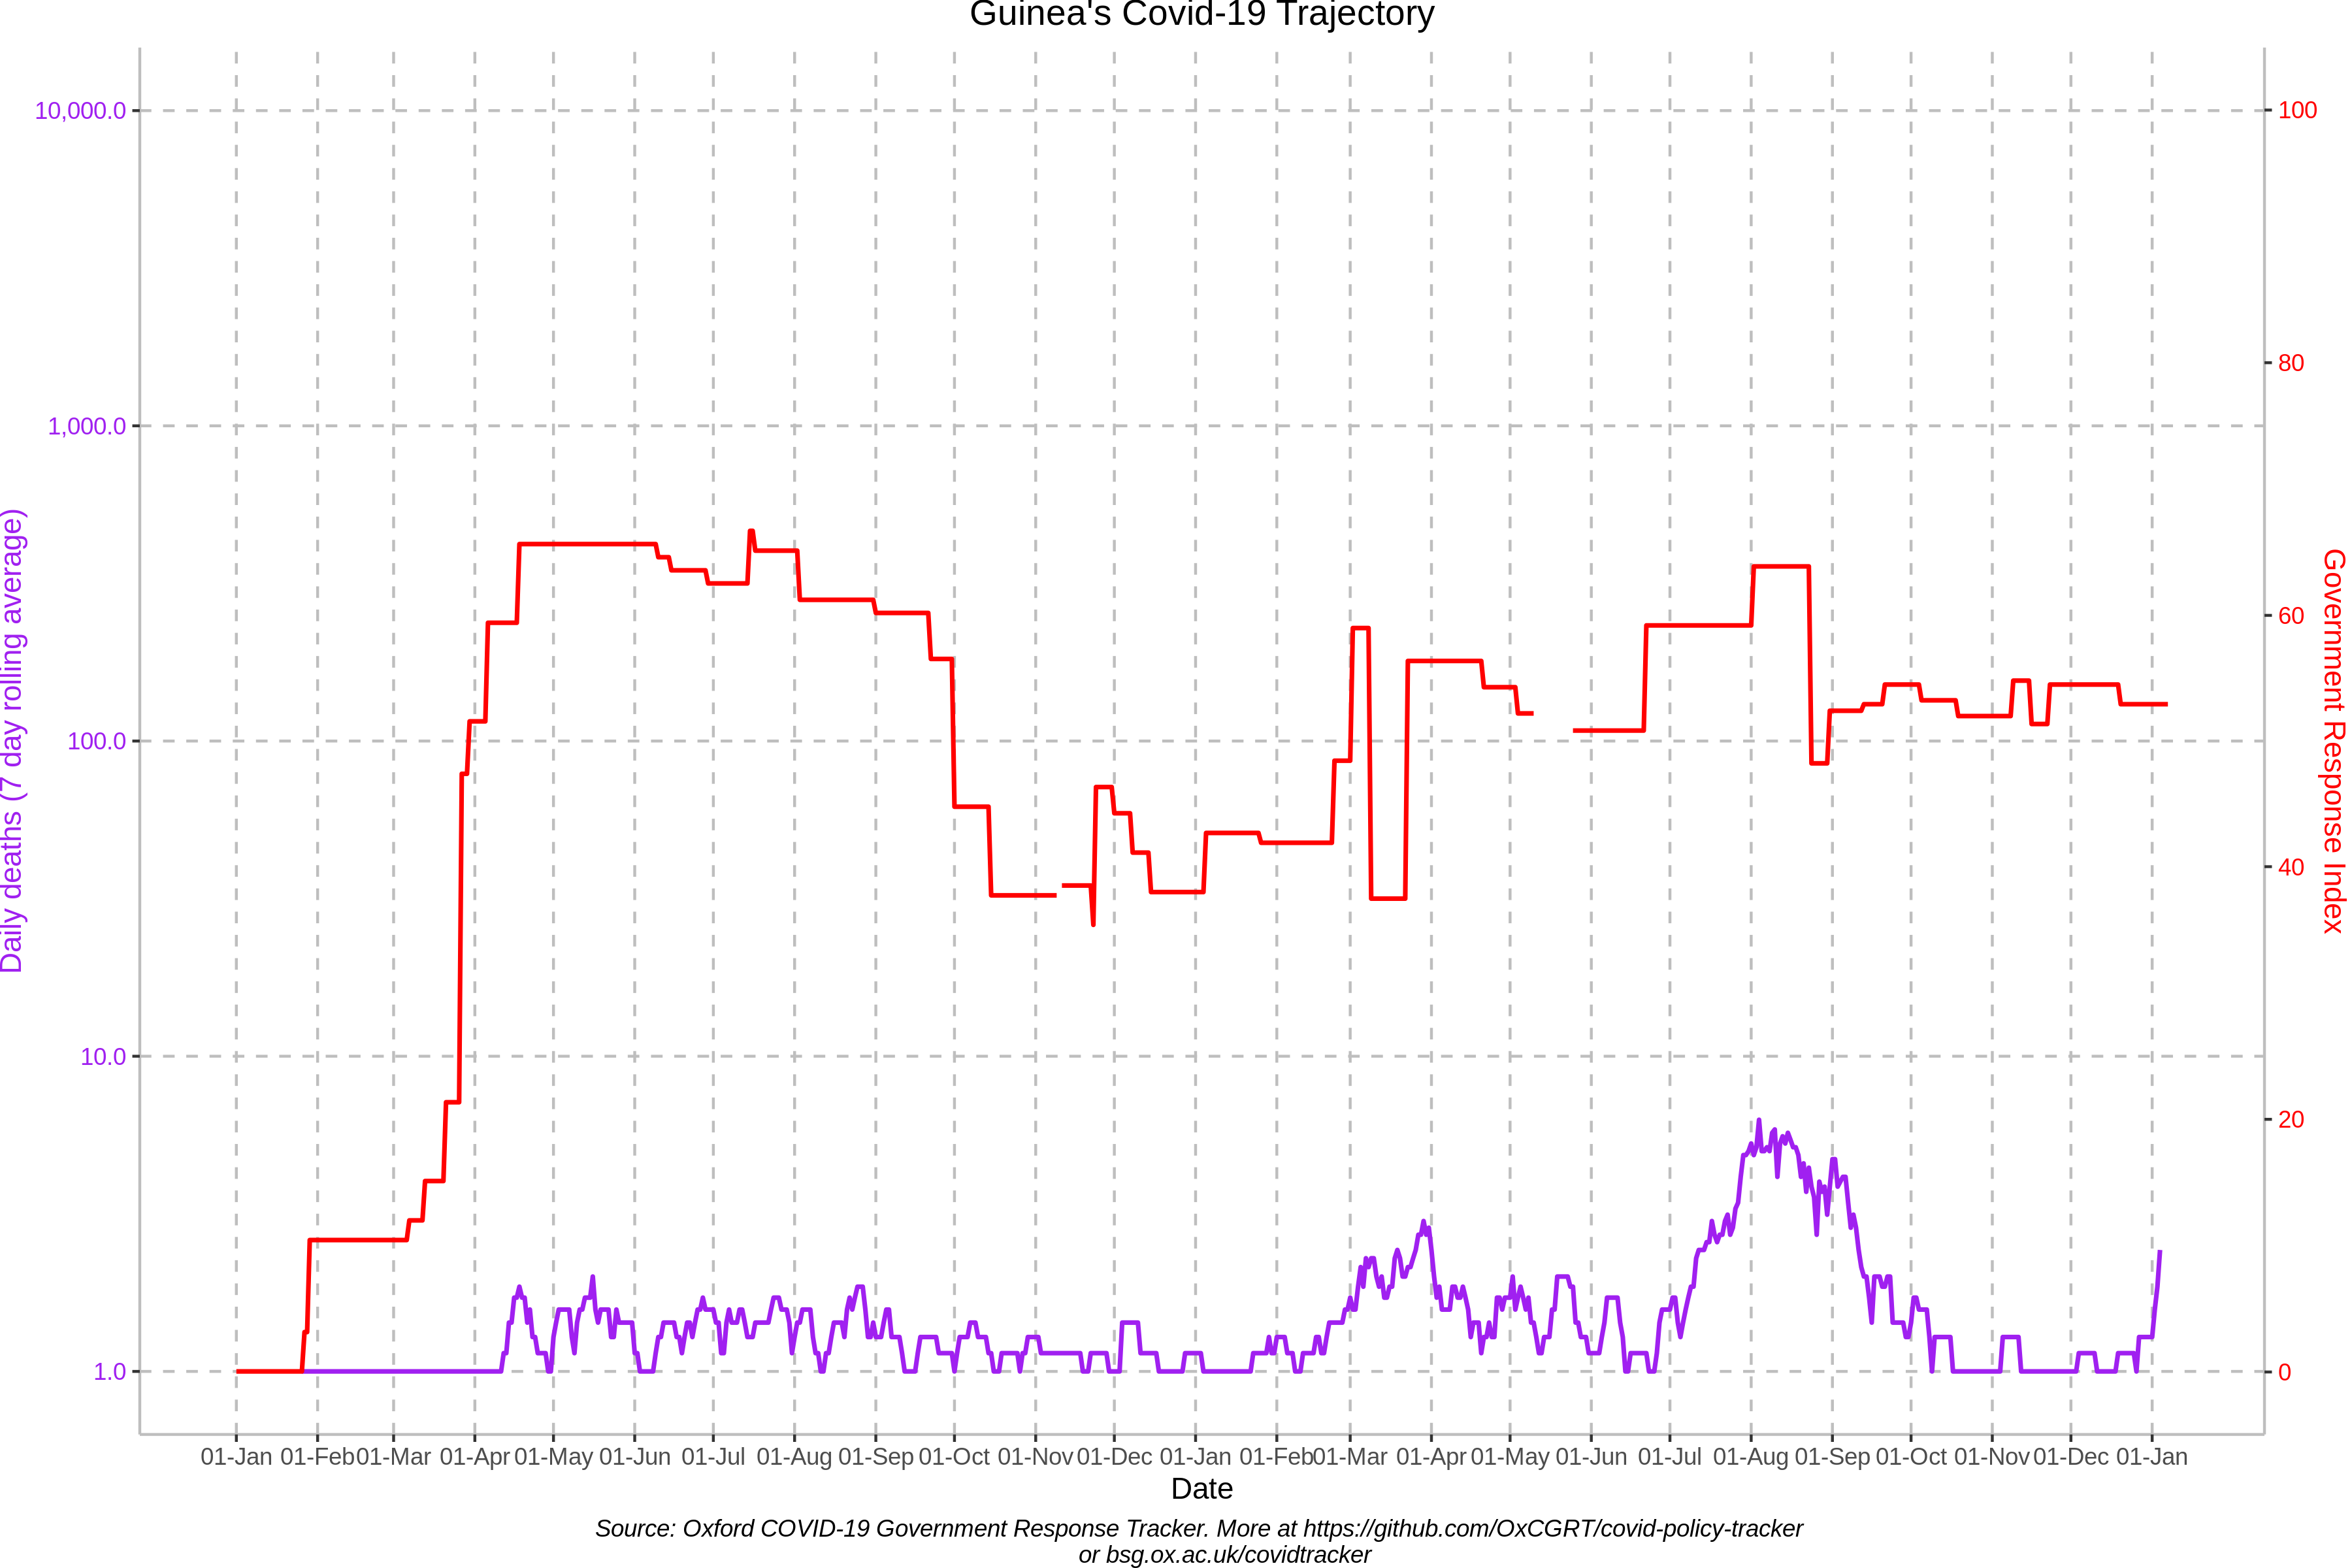 Guinea's Covid-19 Trajectory
Daily deaths (7 day rolling average)
10,000.0
1,000.0
100.0
10.0
1.0
100
80
60
40
20
0
Government Response Index
01-Jan 01-Feb 01-Mar 01-Apr 01-May 01-Jun 01-Jul 01-Aug 01-Sep 01-Oct 01-Nov 01-Dec 01-Jan 01-Feb 01-Mar 01-Apr 01-May 01-Jun 01-Jul 01-Aug 01-Sep 01-Oct 01-Nov 01-Dec 01-Jan
Date
Source: Oxford COVID-19 Government Response Tracker. More at https://github.com/OxCGRT/covid-policy-tracker
or bsg.ox.ac.uk/covidtracker